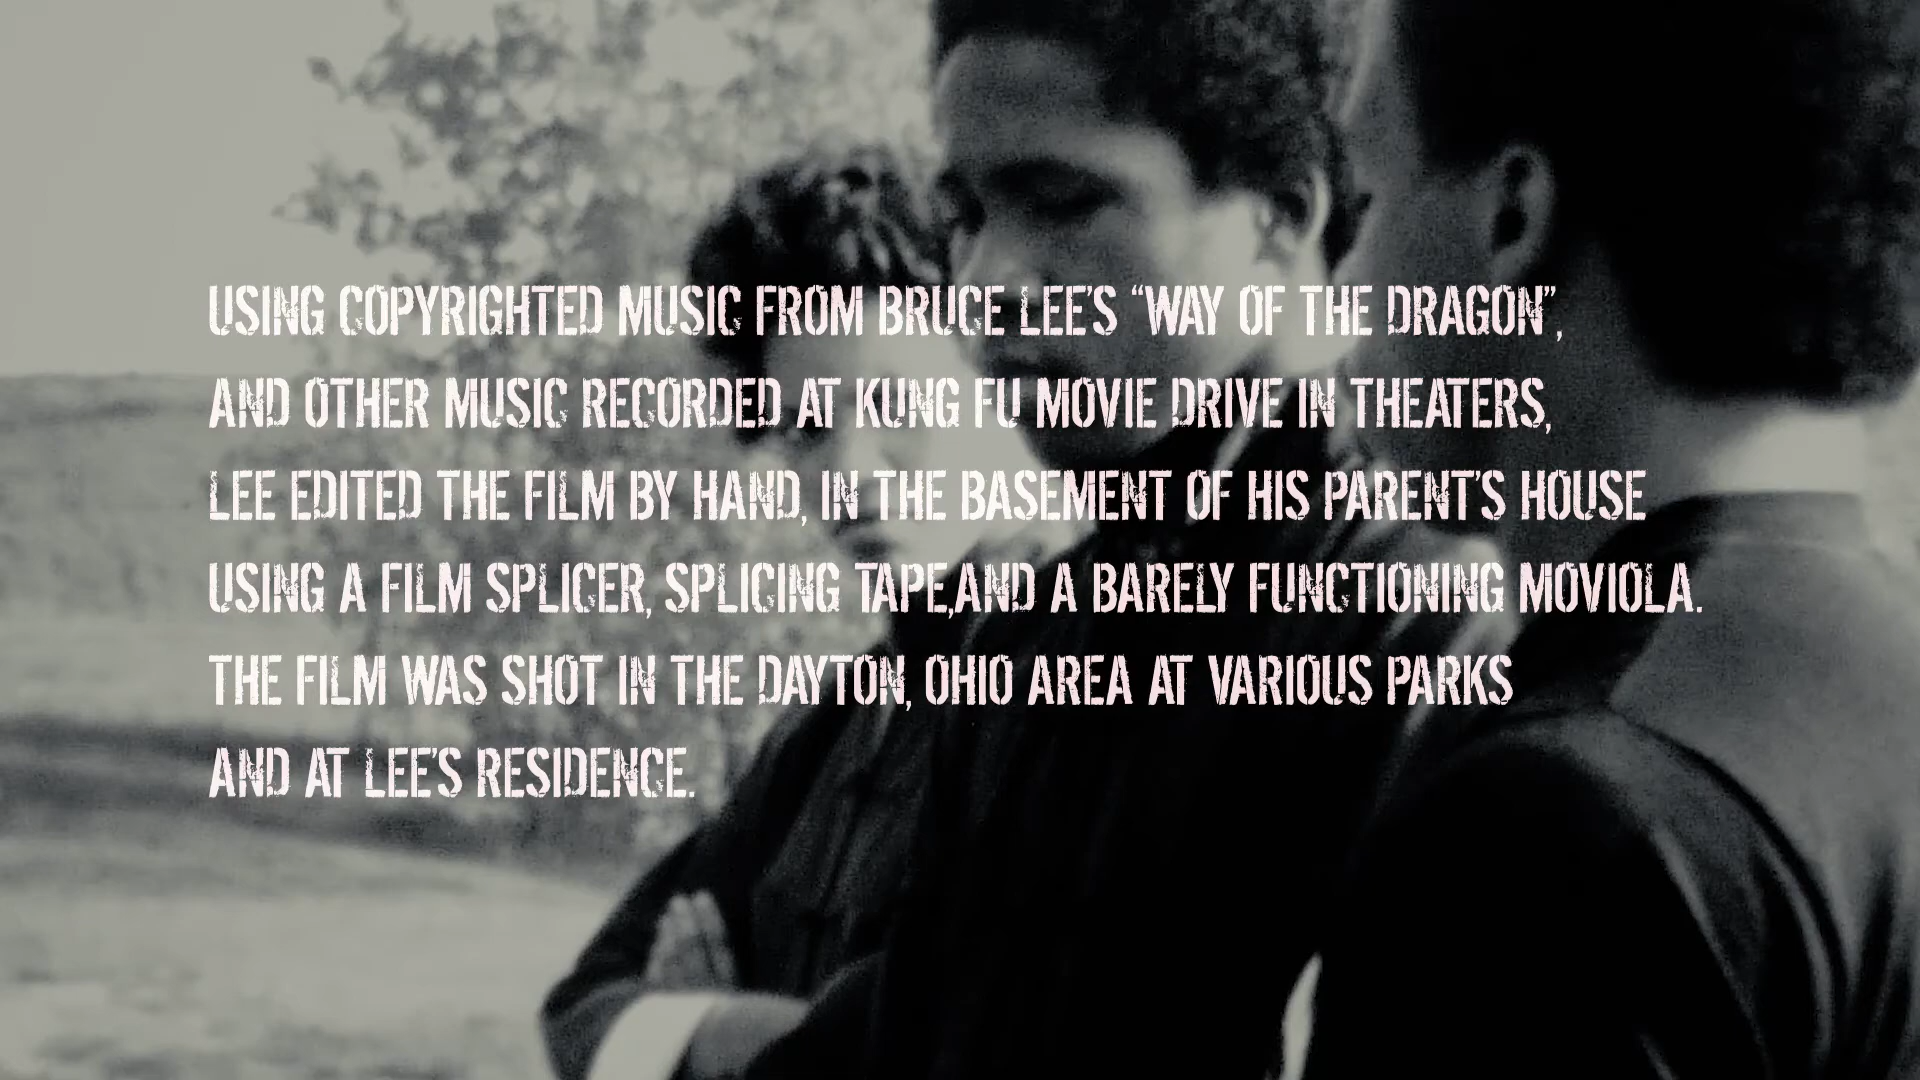 USING COPYRIGHTED MUSIC FROM BRUCE LEE'S “WAY OF THE DRAGON”,
AND OTHER MUSIC RECORDED AT KUNG FU MOVIE DRIVE IN THEATERS,
LEE EDITED THE FILM BY HAND, IN THE BASEMENT OF HIS PARENT'S HOUSE
USING A FILM SPLICER, SPLICING TAPE,AND A BARELY FUNCTIONING MOVIOLA.
THE FILM WAS SHOT IN THE DAYTON, OHIO AREA AT VARIOUS PARKS
AND AT LEE'S RESIDENCE.